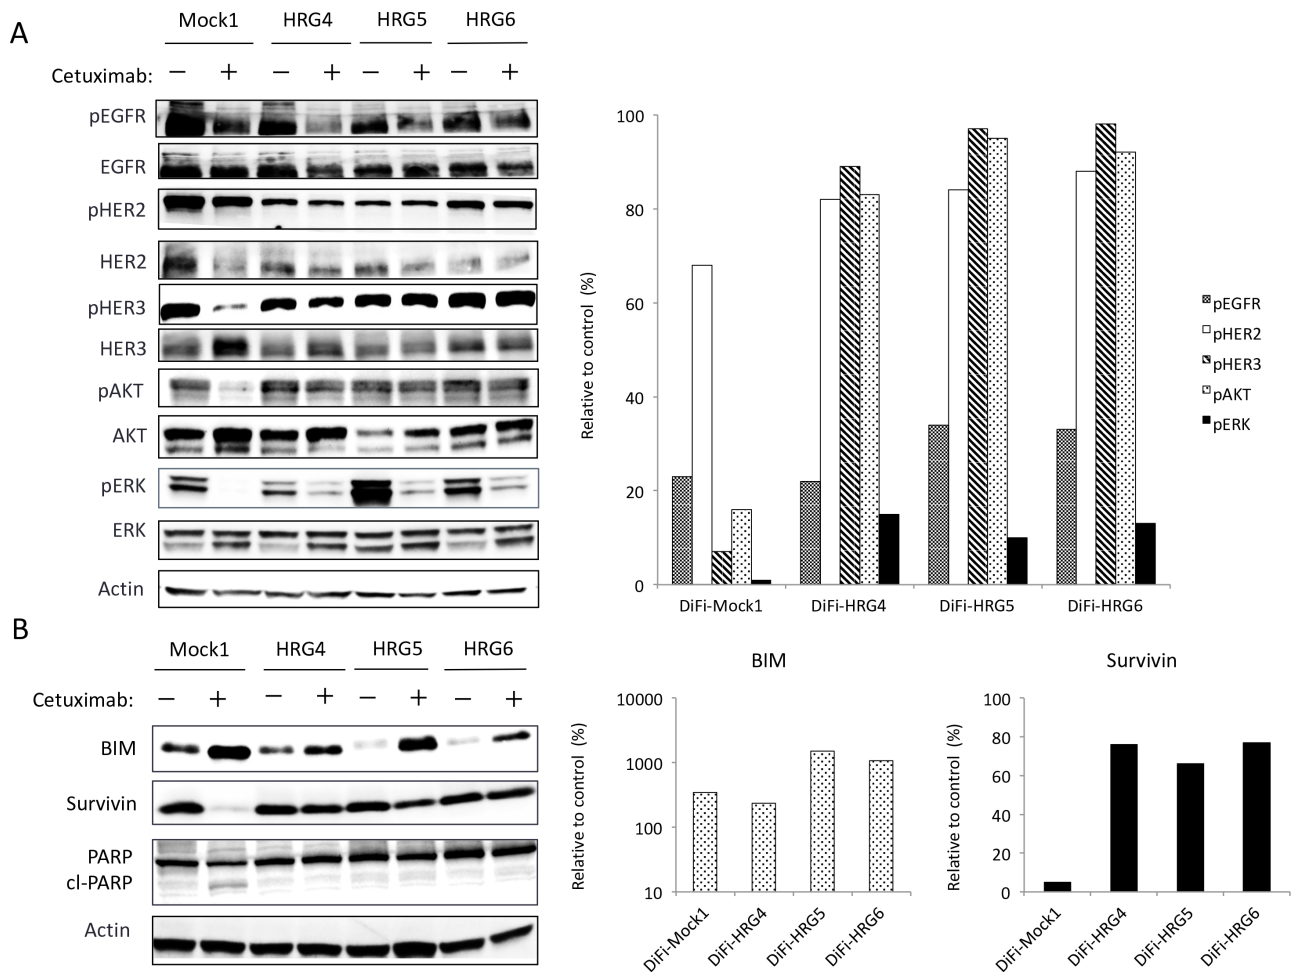 A
Mock1 HRG4 HRG5 HRG6
Cetuximab: − + − + − + − +
pEGFR
EGFR
pHER2
HER2
pHER3
HER3
pAKT
AKT
pERK
ERK
Actin
Relative to control (%)
100
80
60
40
20
0
DiFi-Mock1 DiFi-HRG4 DiFi-HRG5 DiFi-HRG6
pEGFR
pHER2
pHER3
pAKT
pERK
B
Mock1 HRG4 HRG5 HRG6
Cetuximab: − + − + − + − +
BIM
Survivin
PARP
cl-PARP
Actin
BIM
Relative to control (%)
10000
1000
100
10
DiFi-Mock1 DiFi-HRG4 DiFi-HRG5 DiFi-HRG6
Survivin
Relative to control (%)
100
80
60
40
20
0
DiFi-Mock1 DiFi-HRG4 DiFi-HRG5 DiFi-HRG6